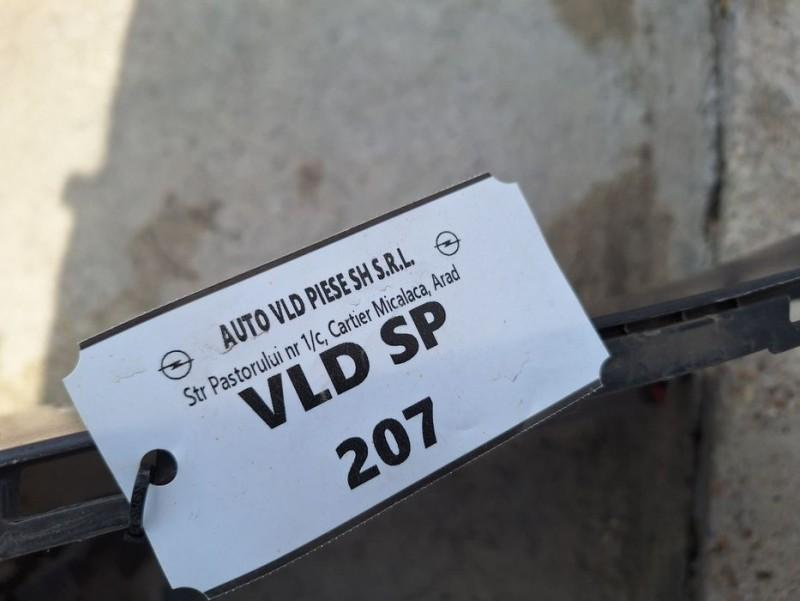 AUTO VLD PIESE SH S.R.L.
Str Pastorului nr 1/c, Cartier Micalaca, Arad
VLD SP
207